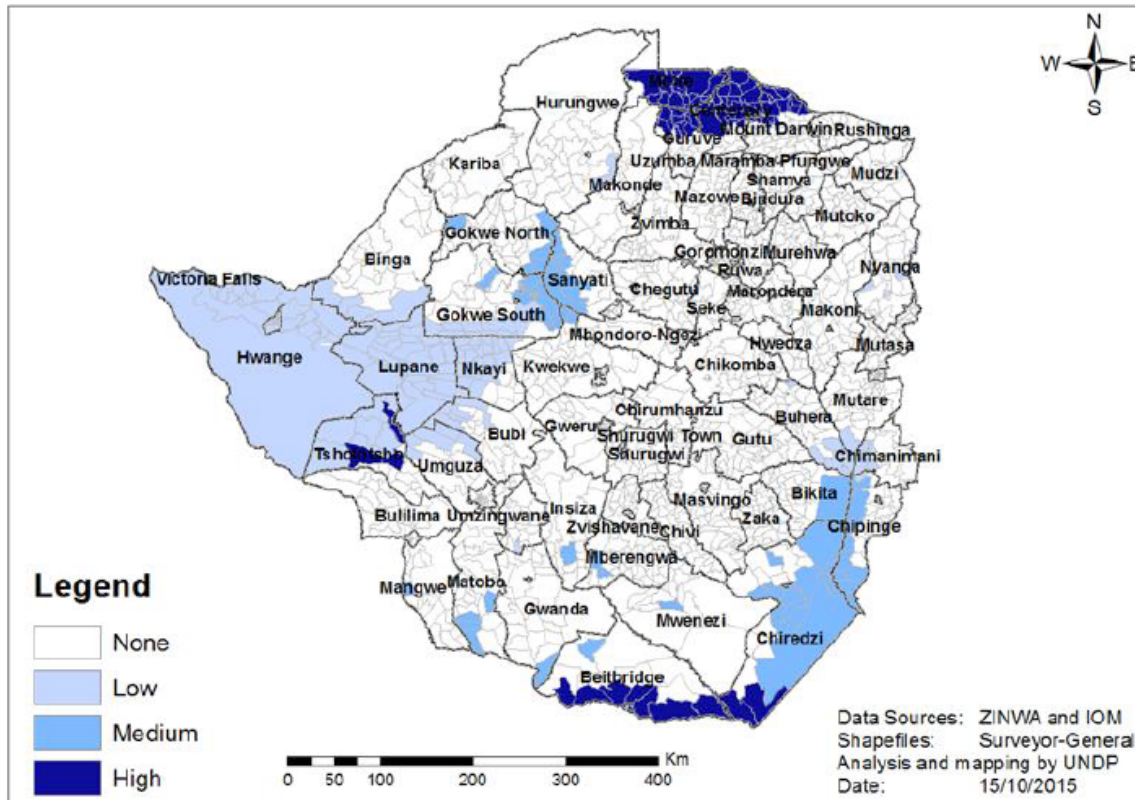 N
W E
S
Mbire
Hurungwe
Centenary
Mount Darwin
Rushinga
Guruve
Kariba
Uzumba Maramba Pfungwe
Shamva
Mudzi
Makonde
Mazowe
Bindura
Mutoko
Zvimba
Gokwe North
Binga
Goromonzi
Murehwa
Nyanga
Victoria Falls
Sanyati
Ruwa
Chegutu
Marondera
Gokwe South
Seke
Makoni
Mhondoro-Ngezi
Hwedza
Mutasa
Hwange
Lupane
Nkayi
Kwekwe
Chikomba
Mutare
Chirumhanzu
Buhera
Bubi
Gweru
Shurugwi Town
Gutu
Tsholotsho
Umguza
Shurugwi
Chimanimani
Masvingo
Bikita
Bulilima
Umzingwane
Insiza
Zvishavane
Chivi
Zaka
Chipinge
Mberengwa
Mangwe
Matobo
Gwanda
Mwenezi
Chiredzi
Beitbridge
Legend
None
Low
Medium
High
Km
0 25 50 100 200 300 400
Data Sources: ZINWA and IOM
Shapefiles: Surveyor-General
Analysis and mapping by UNDP
Date: 15/10/2015